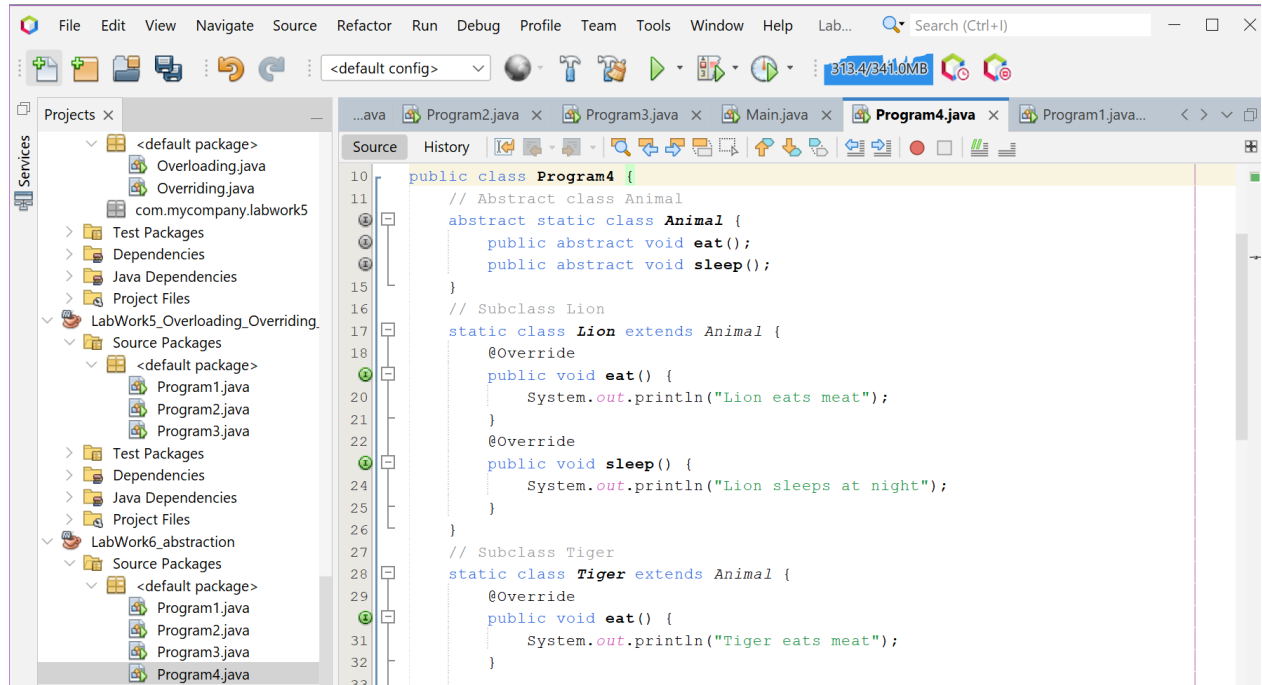 File Edit View Navigate Source Refactor Run Debug Profile Team Tools Window Help Lab... Search (Ctrl+I)
<default config> 313.4/341.0MB
Services
Projects
<default package>
Overloading.java
Overriding.java
com.mycompany.labwork5
Test Packages
Dependencies
Java Dependencies
Project Files
LabWork5_Overloading_Overriding_
Source Packages
<default package>
Program1.java
Program2.java
Program3.java
Test Packages
Dependencies
Java Dependencies
Project Files
LabWork6_abstraction
Source Packages
<default package>
Program1.java
Program2.java
Program3.java
Program4.java
...ava Program2.java Program3.java Main.java Program4.java Program1.java...
Source History
10 public class Program4 {
11 // Abstract class Animal
abstract static class Animal {
public abstract void eat();
public abstract void sleep();
15 }
16 // Subclass Lion
17 static class Lion extends Animal {
18 @Override
public void eat() {
20 System.out.println("Lion eats meat");
21 }
22 @Override
public void sleep() {
24 System.out.println("Lion sleeps at night");
25 }
26 }
27 // Subclass Tiger
28 static class Tiger extends Animal {
29 @Override
public void eat() {
31 System.out.println("Tiger eats meat");
32 }
33